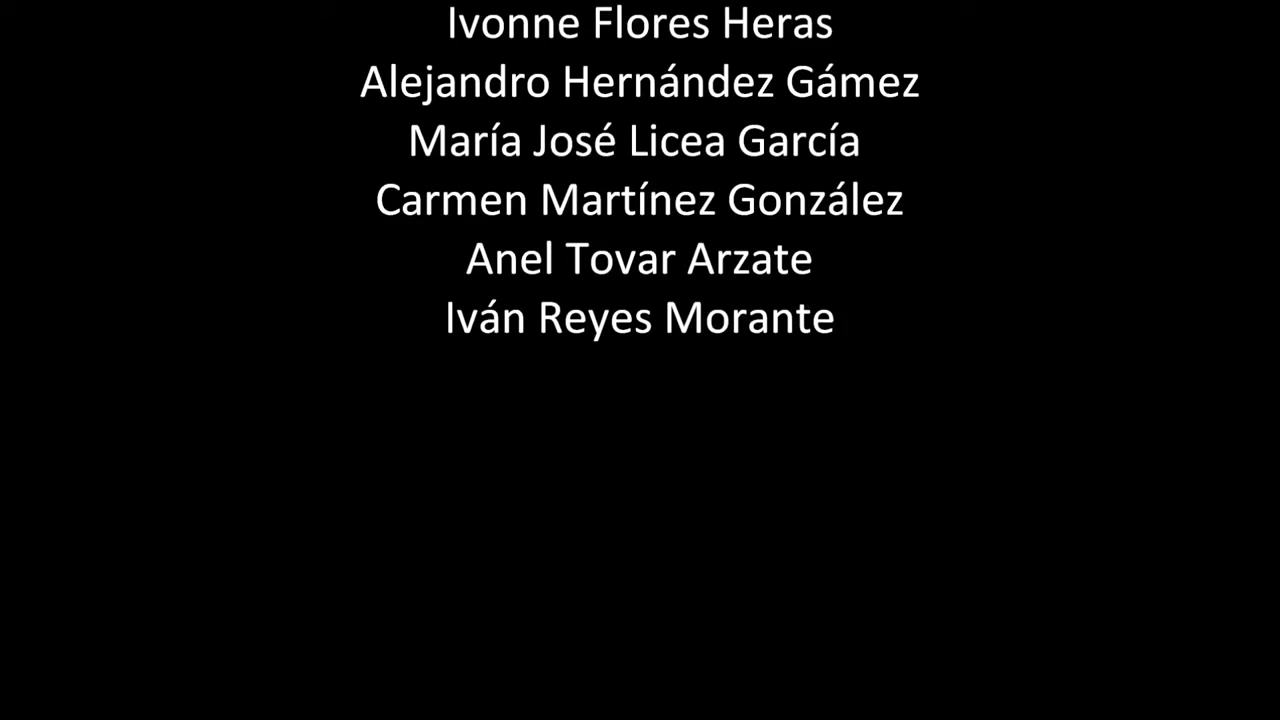 Ivonne Flores Heras
Alejandro Hernández Gámez
María José Licea García
Carmen Martínez González
Anel Tovar Arzate
Iván Reyes Morante